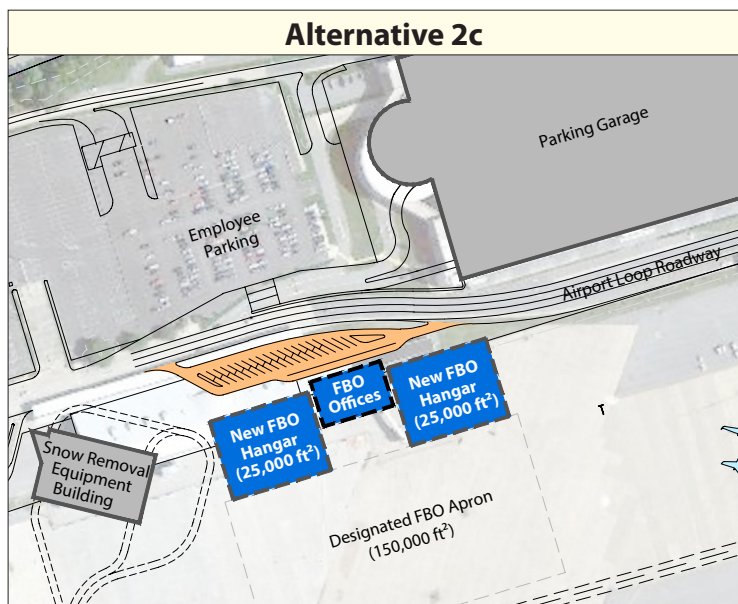 Alternative 2c
Parking Garage
Employee
Parking
Airport Loop Roadway
FBO
Offices
New FBO
Hangar
(25,000 ft²)
New FBO
Hangar
(25,000 ft²)
Snow Removal
Equipment
Building
Designated FBO Apron
(150,000 ft²)